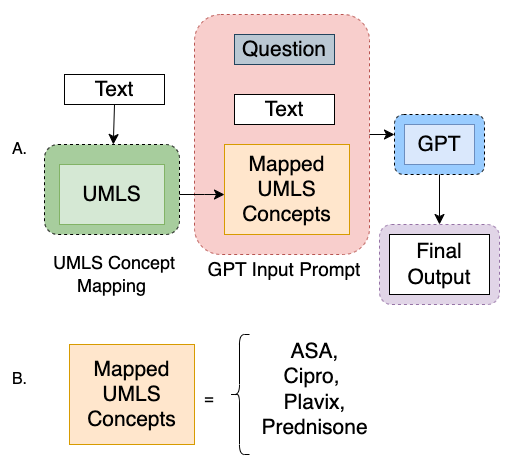 Question
Text
Text
A.
GPT
Mapped
UMLS
Concepts
UMLS
Final
Output
UMLS Concept
Mapping
GPT Input Prompt
B.
Mapped
UMLS
Concepts
=
ASA,
Cipro,
Plavix,
Prednisone